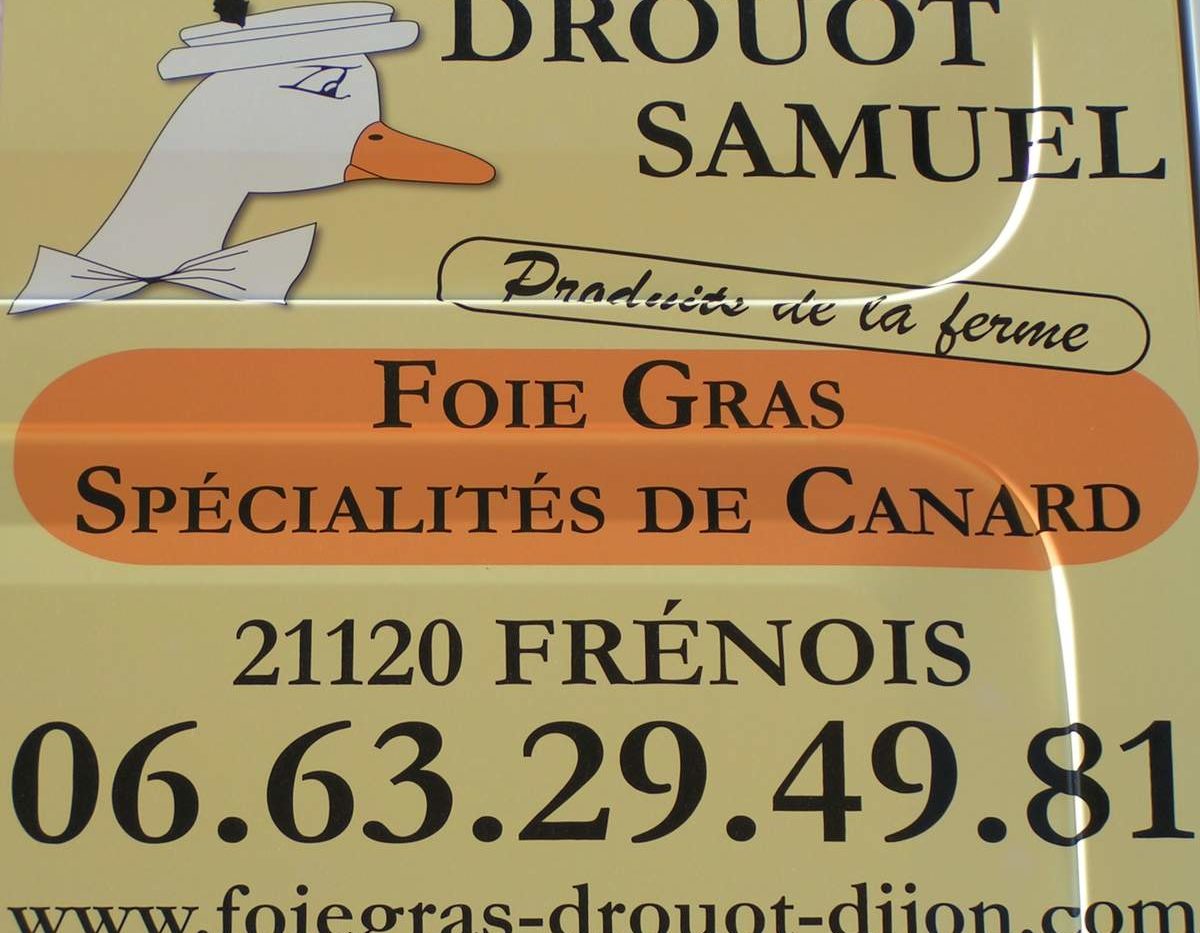 DROUOT
SAMUEL
Produits de la ferme
FOIE GRAS
SPÉCIALITÉS DE CANARD
21120 FRÉNOIS
06.63.29.49.81
www.foiegras-drouot-dijon.com